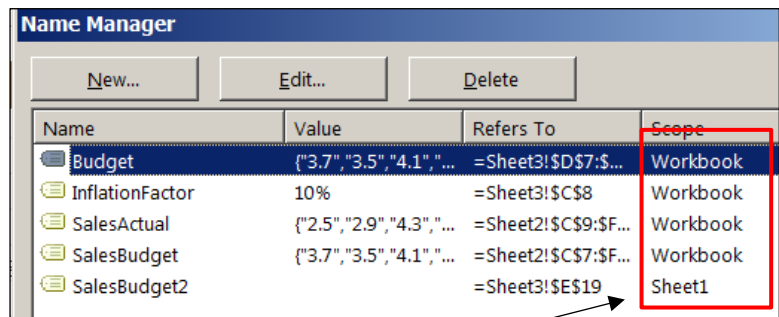 Name Manager
New... Edit... Delete
Name Value Refers To Scope
Budget {"3.7","3.5","4.1","... =Sheet3!$D$7:$... Workbook
InflationFactor 10% =Sheet3!$C$8 Workbook
SalesActual {"2.5","2.9","4.3","... =Sheet2!$C$9:$F... Workbook
SalesBudget {"3.7","3.5","4.1","... =Sheet2!$C$7:$F... Workbook
SalesBudget2 =Sheet3!$E$19 Sheet1